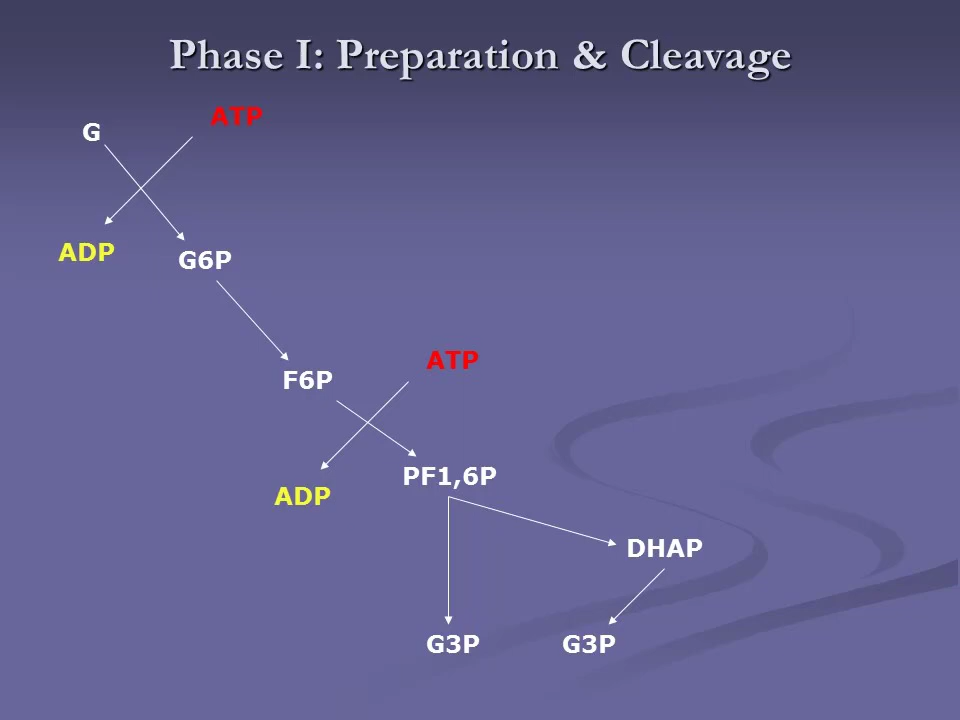 Phase I: Preparation & Cleavage
ATP
G
ADP
G6P
ATP
F6P
PF1,6P
ADP
DHAP
G3P
G3P